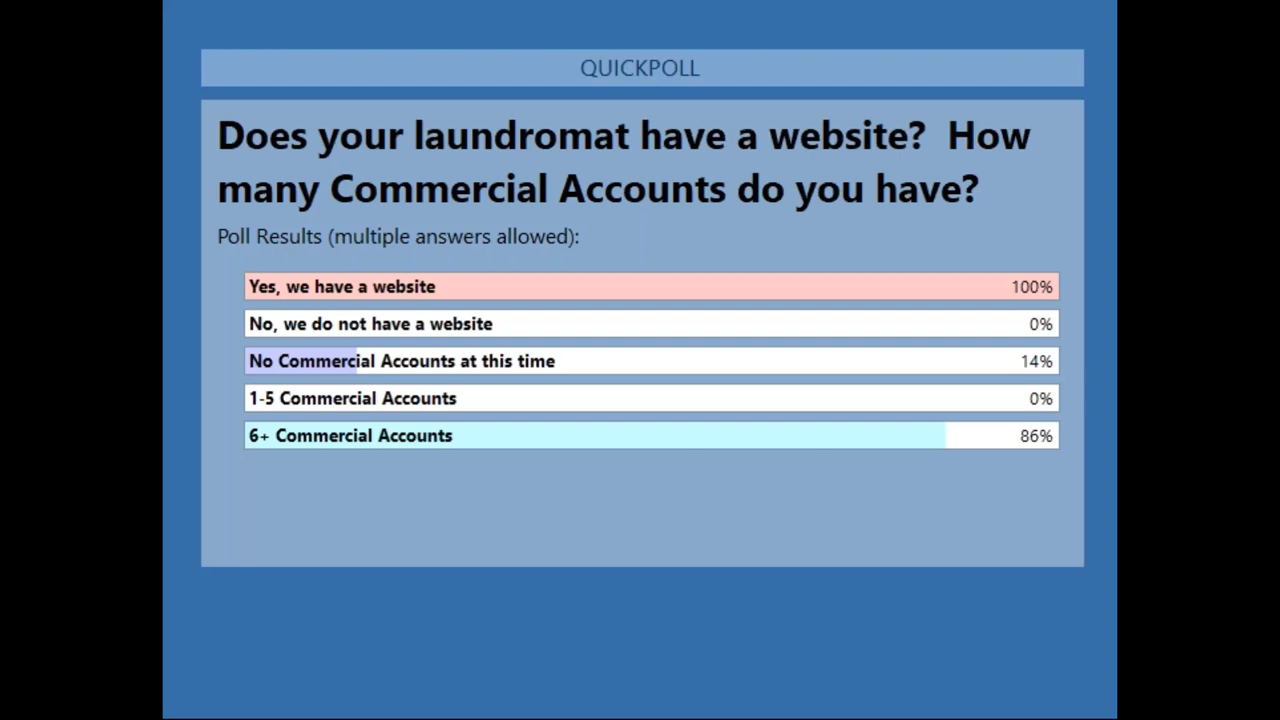 QUICKPOLL
Does your laundromat have a website?  How
many Commercial Accounts do you have?
Poll Results (multiple answers allowed):
Yes, we have a website 100%
No, we do not have a website 0%
No Commercial Accounts at this time 14%
1-5 Commercial Accounts 0%
6+ Commercial Accounts 86%